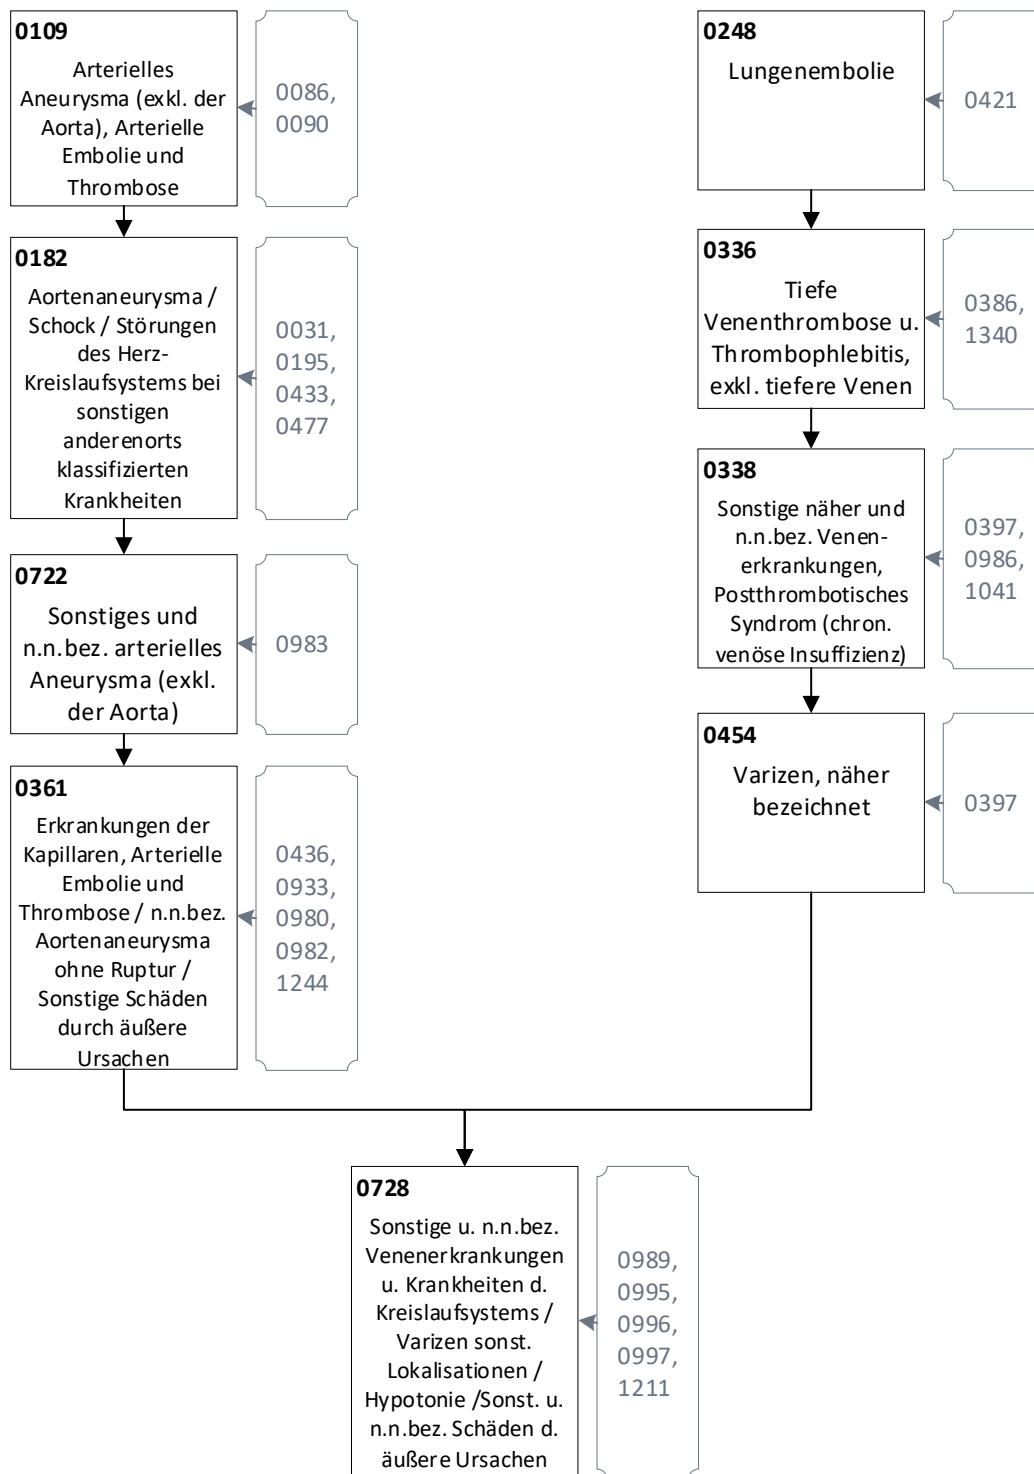 0109
Arterielles
Aneurysma (exkl. der
Aorta), Arterielle
Embolie und
Thrombose
0086,
0090
0182
Aortenaneurysma /
Schock / Störungen
des Herz-
Kreislaufsystems bei
sonstigen
anderenorts
klassifizierten
Krankheiten
0031,
0195,
0433,
0477
0722
Sonstiges und
n.n.bez. arterielles
Aneurysma (exkl.
der Aorta)
0983
0361
Erkrankungen der
Kapillaren, Arterielle
Embolie und
Thrombose / n.n.bez.
Aortenaneurysma
ohne Ruptur /
Sonstige Schäden
durch äußere
Ursachen
0436,
0933,
0980,
0982,
1244
0248
Lungenembolie
0421
0336
Tiefe
Venenthrombose u.
Thrombophlebitis,
exkl. tiefere Venen
0386,
1340
0338
Sonstige näher und
n.n.bez. Venen-
erkrankungen,
Postthrombotisches
Syndrom (chron.
venöse Insuffizienz)
0397,
0986,
1041
0454
Varizen, näher
bezeichnet
0397
0728
Sonstige u. n.n.bez.
Venenerkrankungen
u. Krankheiten d.
Kreislaufsystems /
Varizen sonst.
Lokalisationen /
Hypotonie /Sonst. u.
n.n.bez. Schäden d.
äußere Ursachen
0989,
0995,
0996,
0997,
1211